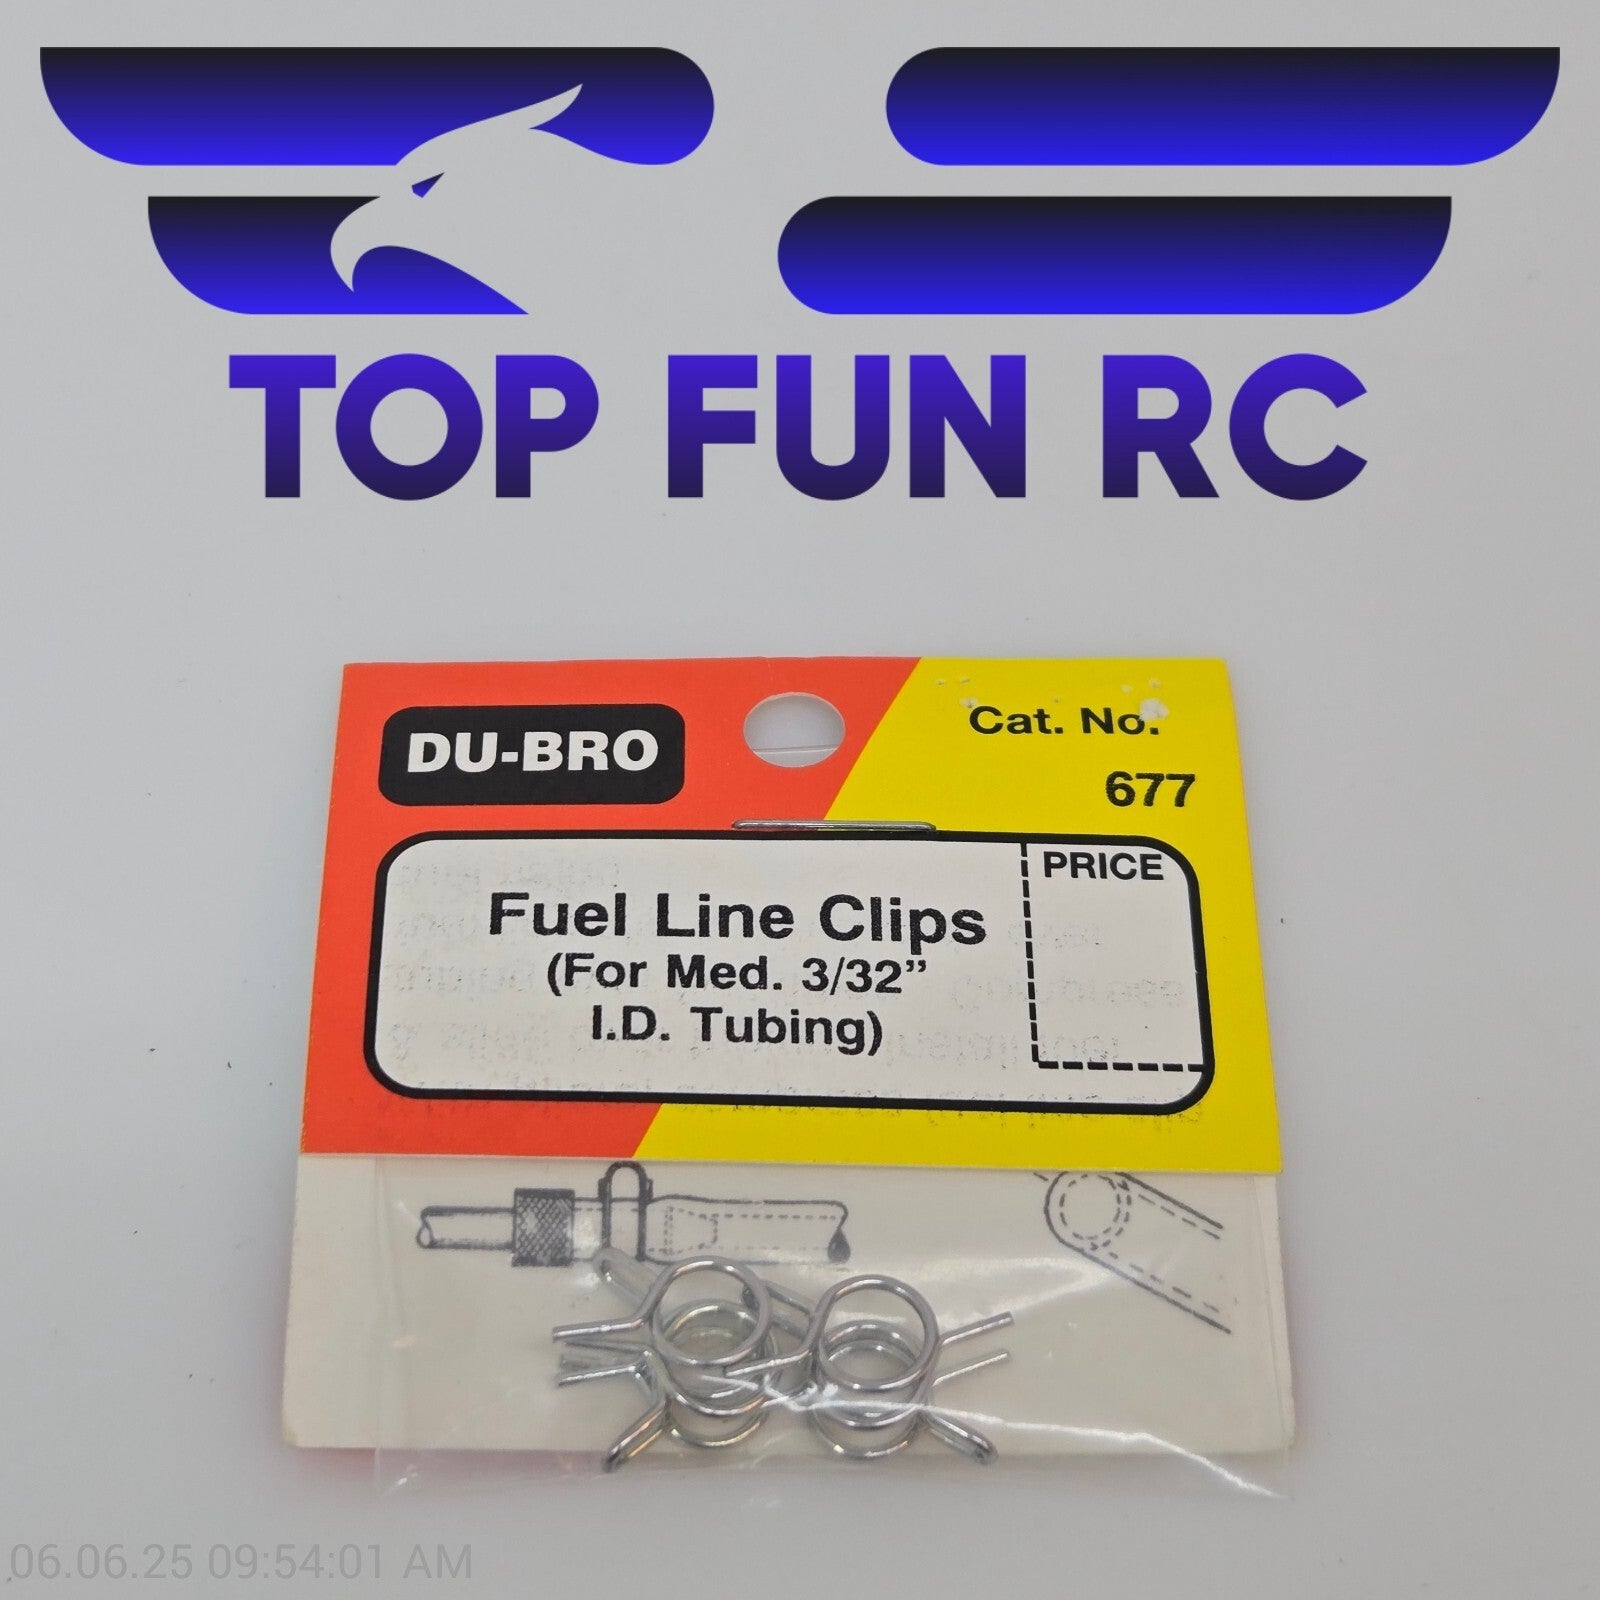 TOP FUN RC
DU-BRO
Cat. No.
677
PRICE
Fuel Line Clips
(For Med. 3/32”
I.D. Tubing)
06.06.25 09:54:01 AM